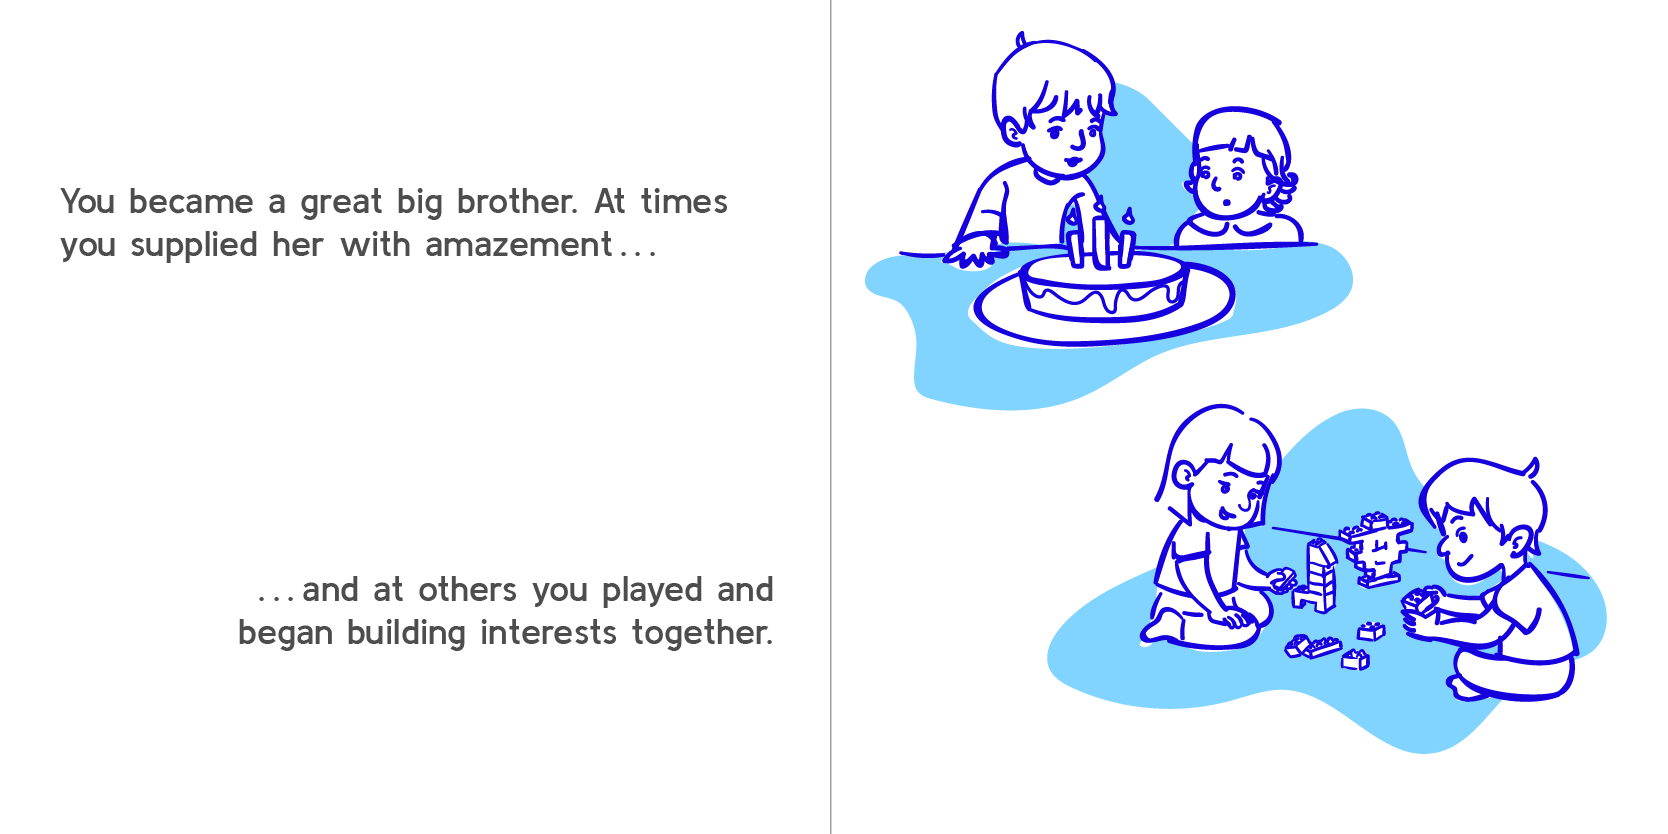 You became a great big brother. At times
you supplied her with amazement...
...and at others you played and
began building interests together.